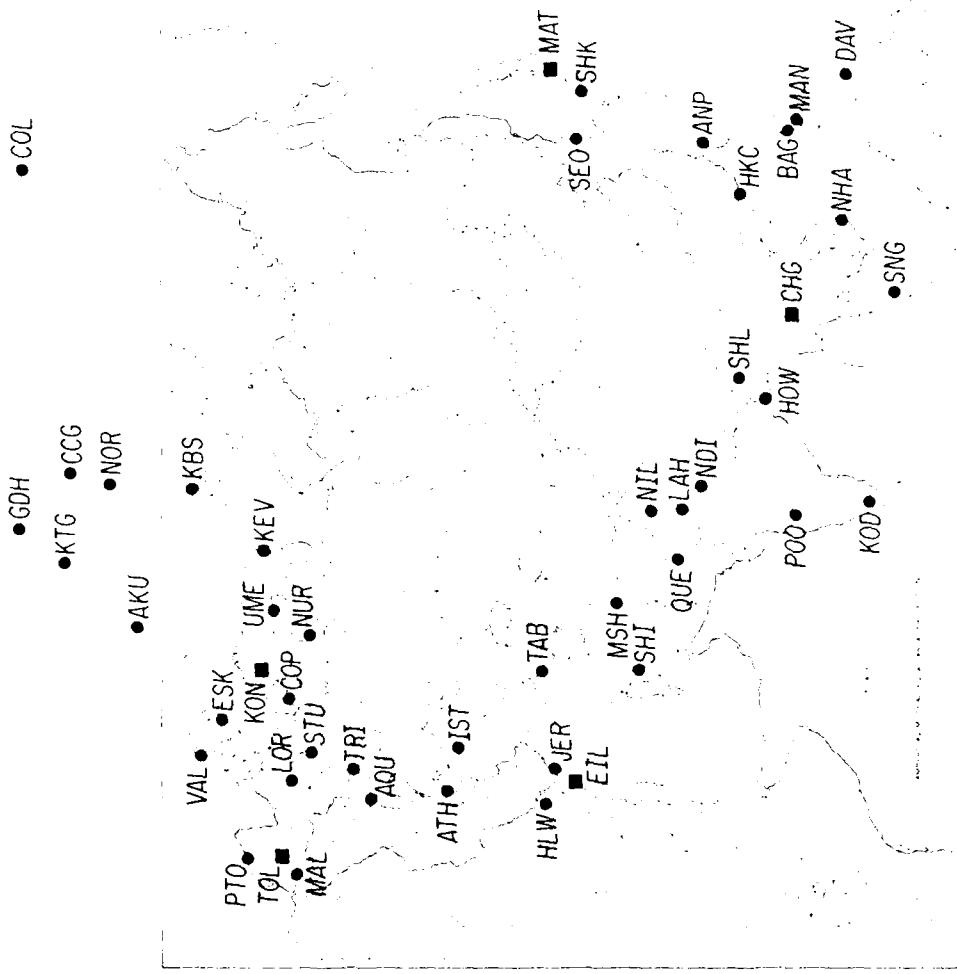 COL
GDH
CCG
KTG
NOR
AKU
KBS
KEV
UME
NUR
ESK
KON
COP
VAL
LOR
STU
PTO
TOL
MAL
TRI
AQU
IST
ATH
TAB
JER
EIL
HLW
MSH
SHI
QUE
NIL
LAH
NDI
POO
KOD
SHL
HOW
CHG
SNG
NHA
HKC
ANP
BAG
MAN
DAV
SEO
SHK
MAT